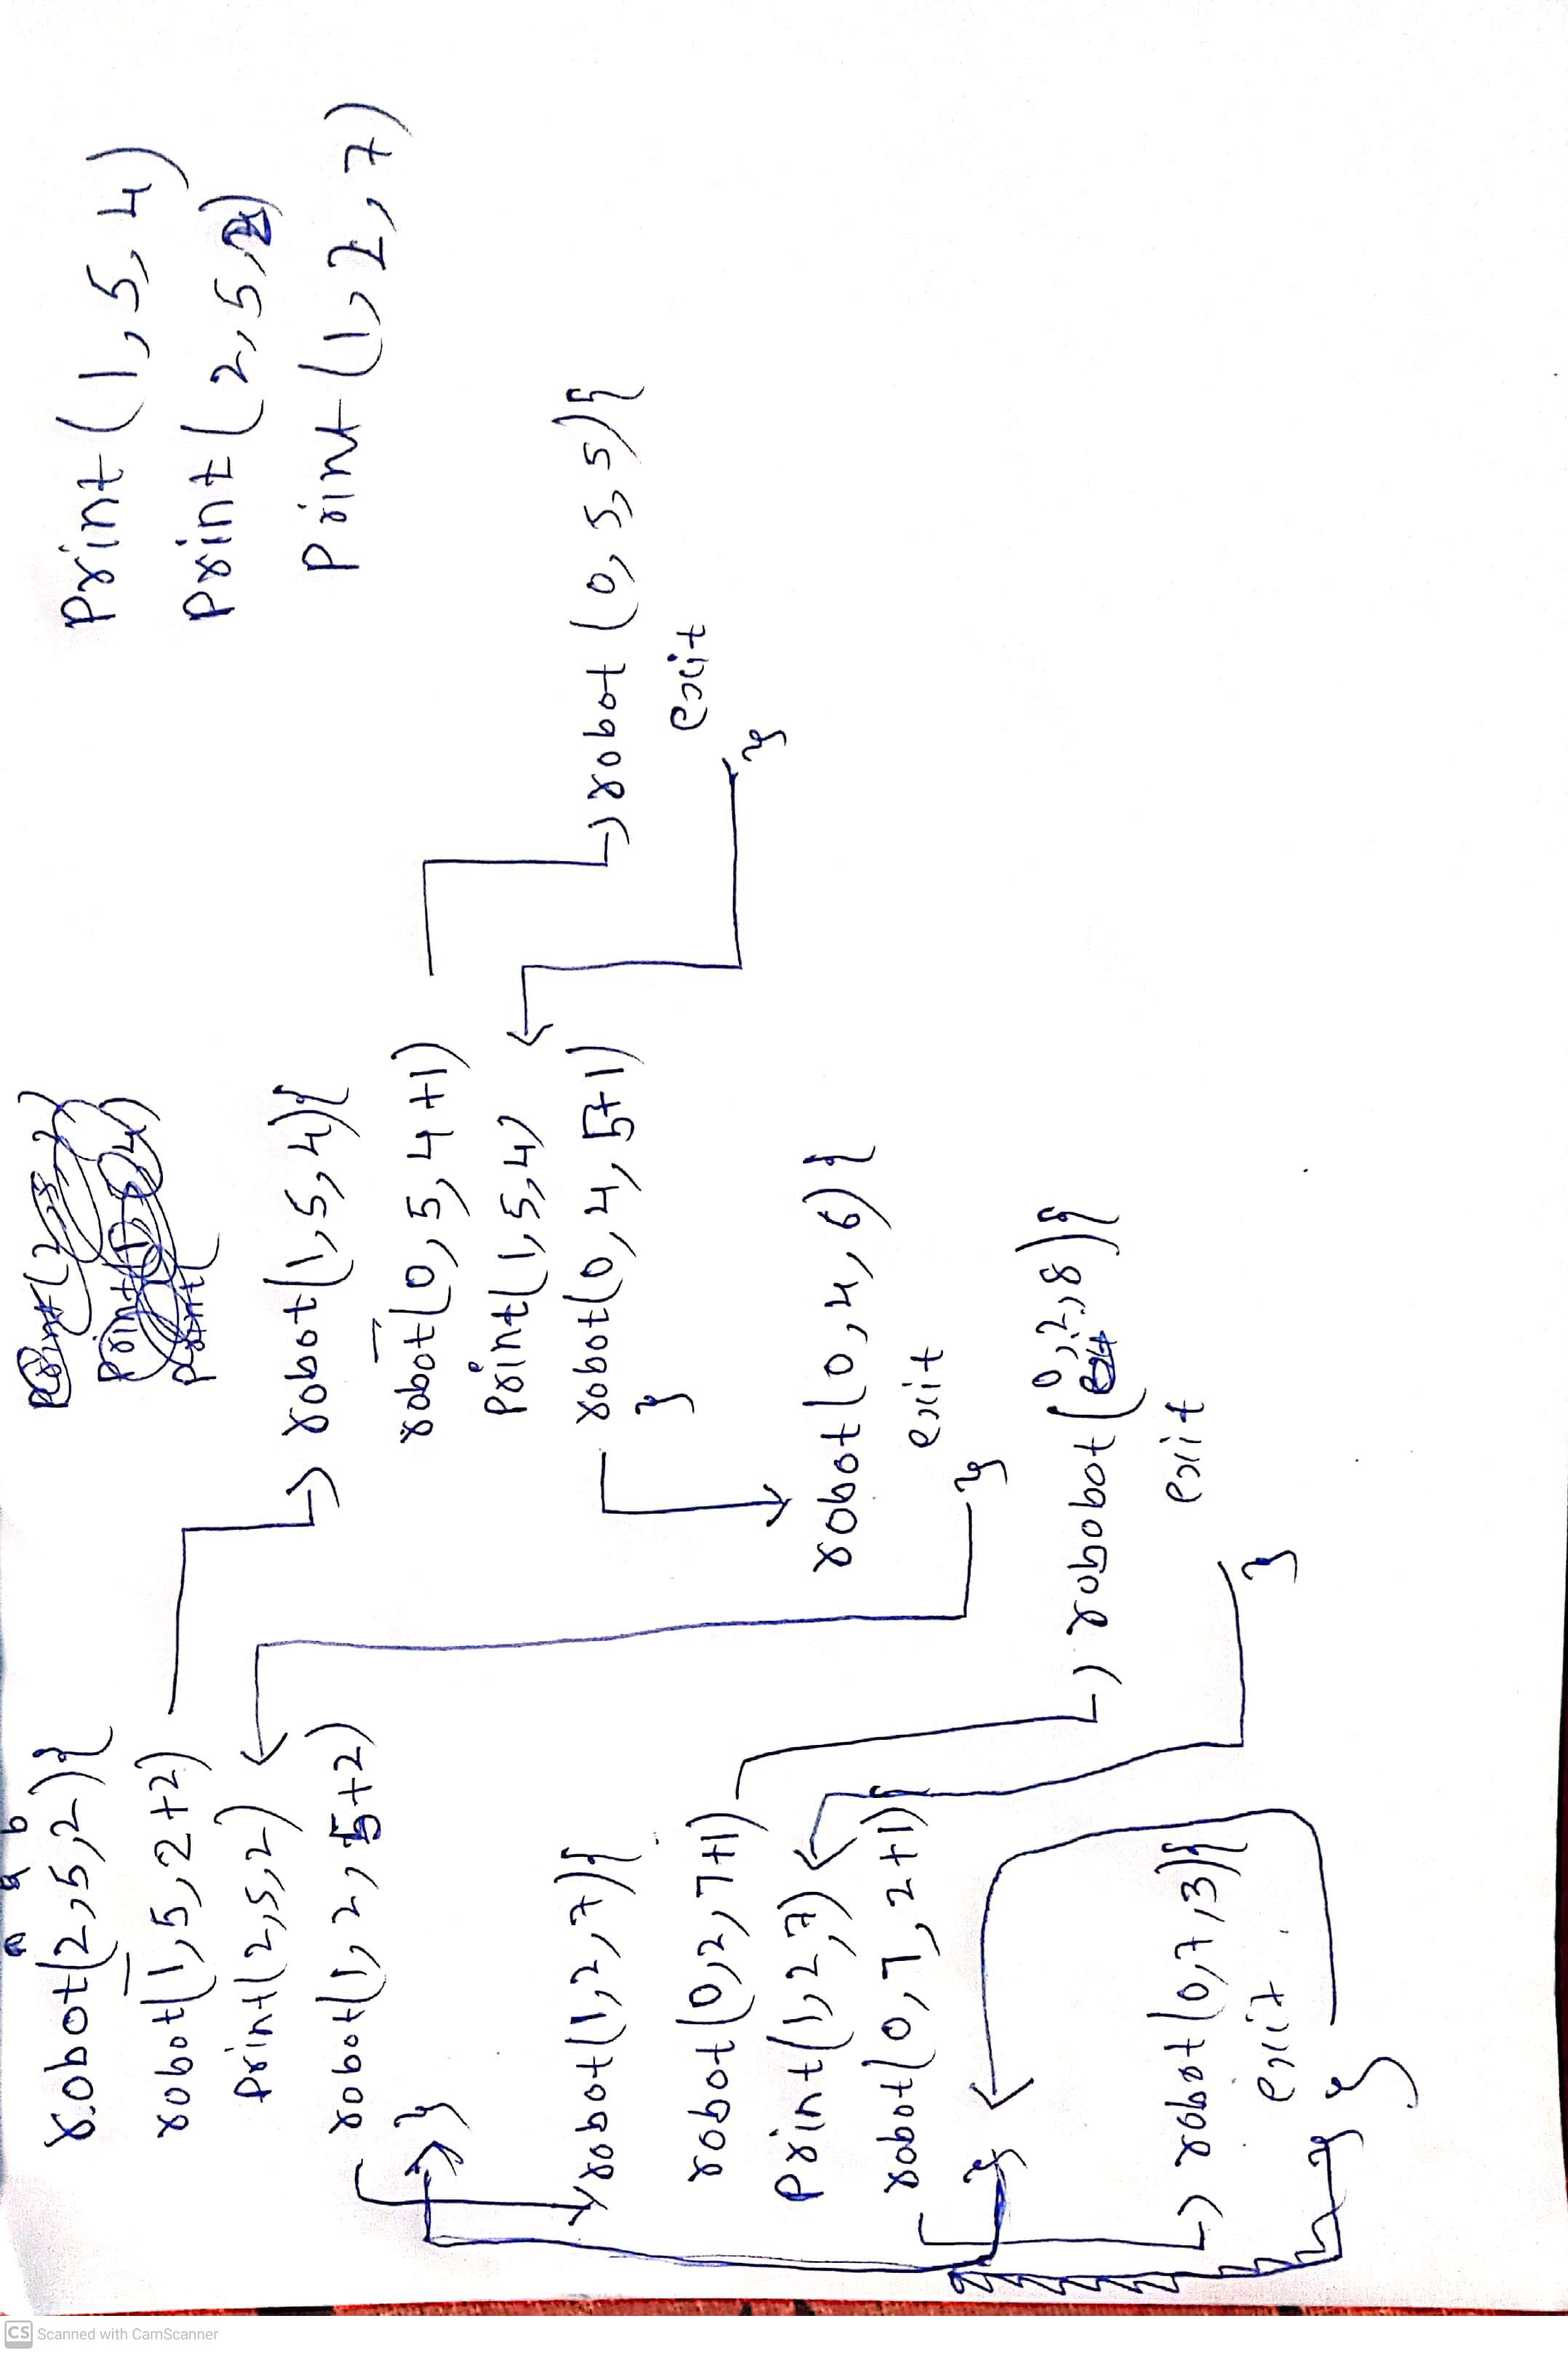 n a b
robot(2,5,2){
robot(1,5,2+2)
Print(2,5,2)
robot(1,2,5+2)
}
robot(1,2,7){
robot(0,2,7+1)
Print(1,2,7)
robot(0,7,2+1)
}
robot(0,7,3){
exit
}
Print(
robot(1,5,4){
robot(0,5,4+1)
Print(1,5,4)
robot(0,4,5+1)
}
robot(0,4,6){
exit
}
robobot(0,2,8){
exit
}
robot(0,5,5){
exit
}
Print(1,5,4)
Print(2,5,2)
Print(1,2,7)
CS Scanned with CamScanner